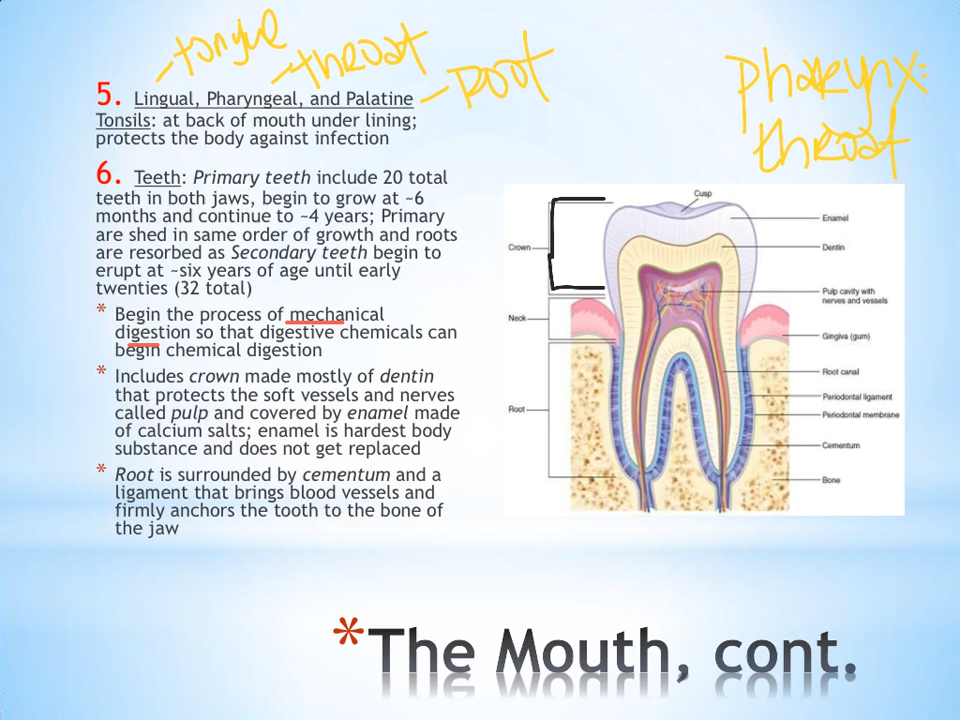 -tongue
-throat
-Root
Pharynx:
throat
5. Lingual, Pharyngeal, and Palatine
Tonsils: at back of mouth under lining;
protects the body against infection
6. Teeth: Primary teeth include 20 total
teeth in both jaws, begin to grow at ~6
months and continue to ~4 years; Primary
are shed in same order of growth and roots
are resorbed as Secondary teeth begin to
erupt at ~six years of age until early
twenties (32 total)
* Begin the process of mechanical
digestion so that digestive chemicals can
begin chemical digestion
* Includes crown made mostly of dentin
that protects the soft vessels and nerves
called pulp and covered by enamel made
of calcium salts; enamel is hardest body
substance and does not get replaced
* Root is surrounded by cementum and a
ligament that brings blood vessels and
firmly anchors the tooth to the bone of
the jaw
Crown
Neck
Root
Cusp
Enamel
Dentin
Pulp cavity with
nerves and vessels
Gingiva (gum)
Root canal
Periodontal ligament
Periodontal membrane
Cementum
Bone
*The Mouth, cont.